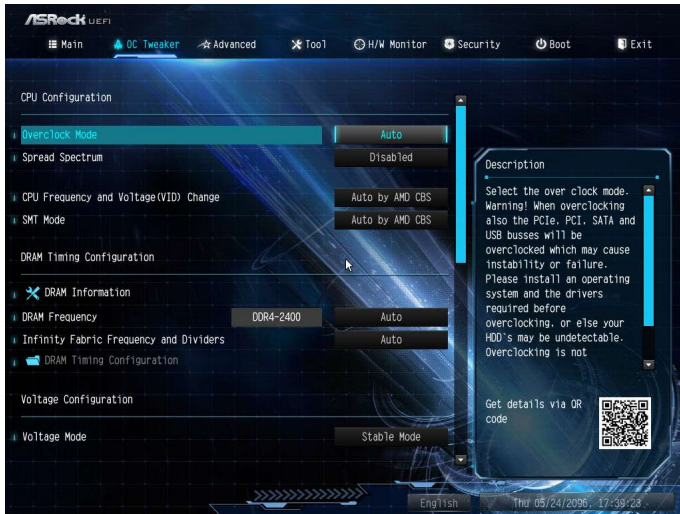 ASRock UEFI
Main OC Tweaker Advanced Tool H/W Monitor Security Boot Exit
CPU Configuration
Overclock Mode Auto
Spread Spectrum Disabled
CPU Frequency and Voltage(VID) Change Auto by AMD CBS
SMT Mode Auto by AMD CBS
DRAM Timing Configuration
DRAM Information
DRAM Frequency DDR4-2400 Auto
Infinity Fabric Frequency and Dividers Auto
DRAM Timing Configuration
Voltage Configuration
Voltage Mode Stable Mode
Description
Select the over clock mode.
Warning! When overclocking
also the PCIe, PCI, SATA and
USB busses will be
overclocked which may cause
instability or failure.
Please install an operating
system and the drivers
required before
overclocking, or else your
HDD`s may be undetectable.
Overclocking is not
Get details via QR
code
English Thu 05/24/2096, 17:39:23